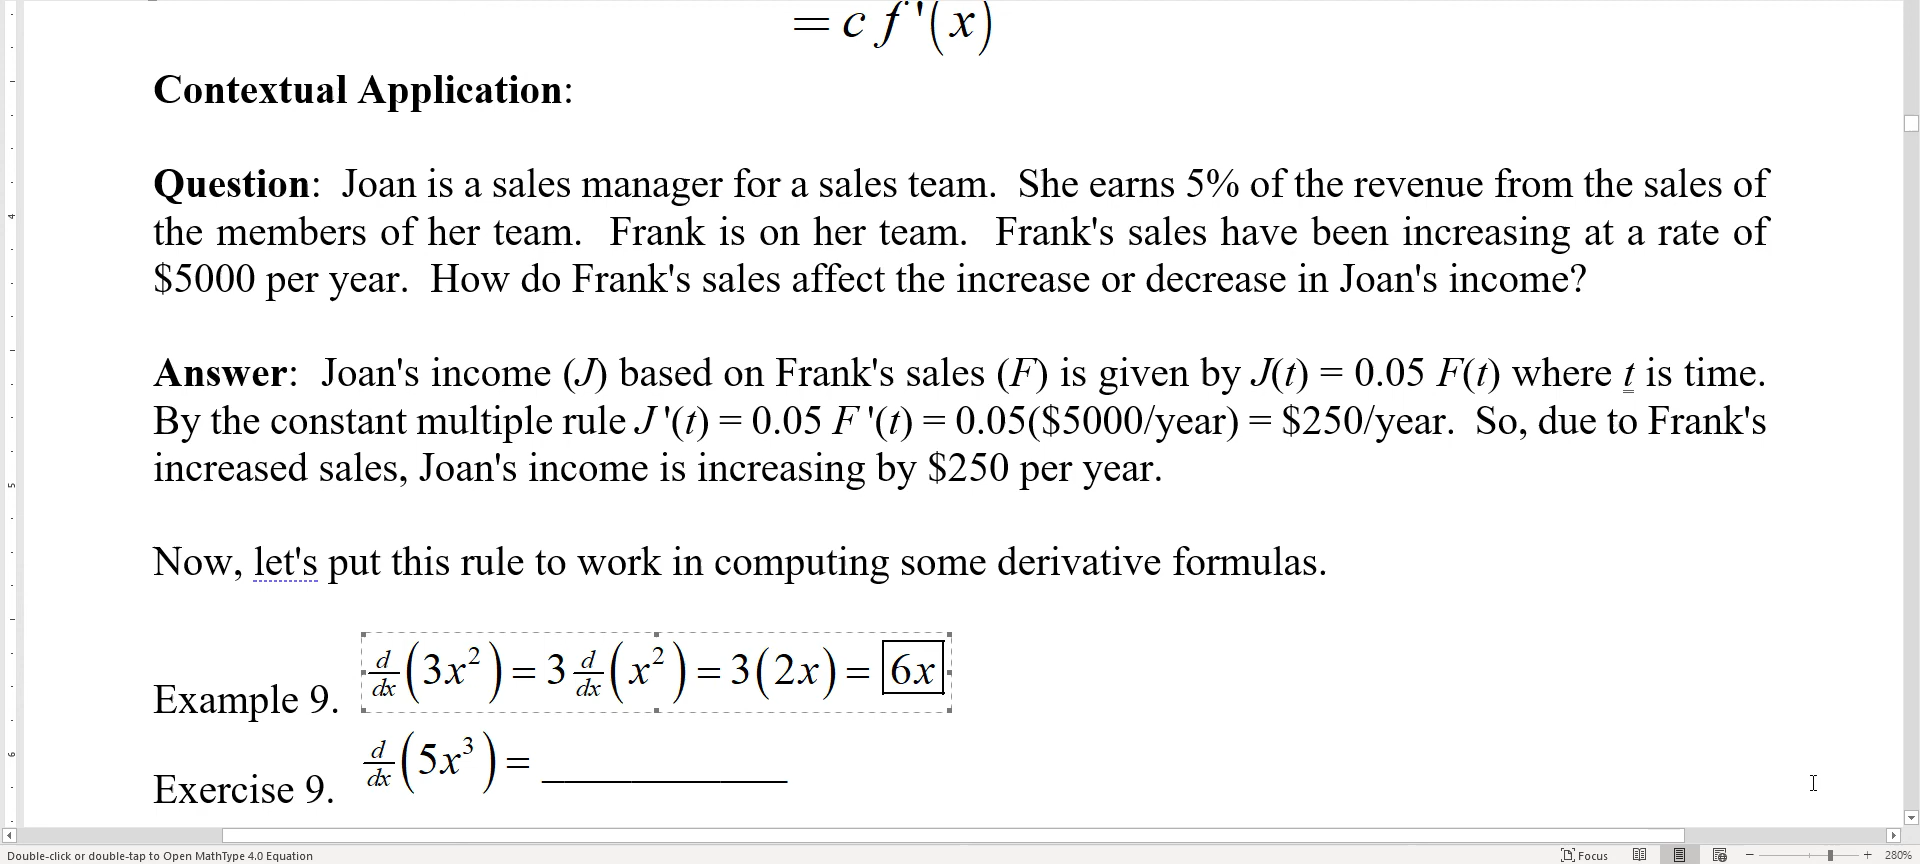 = c f '(x)
Contextual Application:
Question:  Joan is a sales manager for a sales team.  She earns 5% of the revenue from the sales of
the members of her team.  Frank is on her team.  Frank's sales have been increasing at a rate of
$5000 per year.  How do Frank's sales affect the increase or decrease in Joan's income?
Answer:  Joan's income (J) based on Frank's sales (F) is given by J(t) = 0.05 F(t) where t is time.
By the constant multiple rule J '(t) = 0.05 F '(t) = 0.05($5000/year) = $250/year.  So, due to Frank's
increased sales, Joan's income is increasing by $250 per year.
Now, let's put this rule to work in computing some derivative formulas.
Example 9. d/dx (3x²) = 3 d/dx (x²) = 3(2x) = 6x
Exercise 9. d/dx (5x³) = ____________
4
5
6
Double-click or double-tap to Open MathType 4.0 Equation
Focus
− + 280%